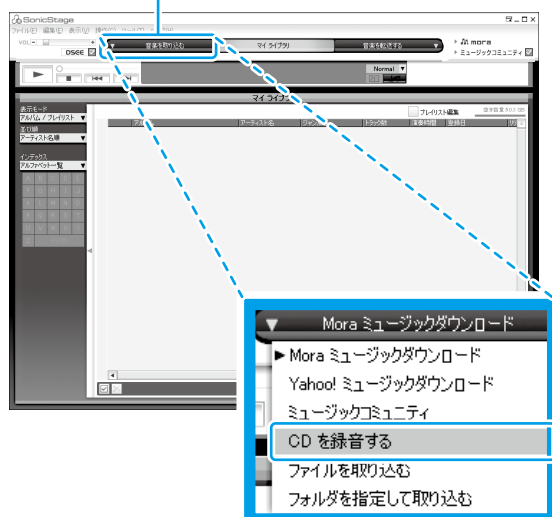 SonicStage
ファイル(F) 編集(E) 表示(V)
VOL
DSEE
音楽を取り込む
マイ ライブラリ
音楽を転送する
mora
ミュージックコミュニティ
Normal
マイ ライブラリ
表示モード
アルバム / プレイリスト
並び順
アーティスト名順
インデックス
アルファベット一覧
プレイリスト編集
アーティスト名
トラック数
演奏時間
登録日
Mora ミュージックダウンロード
Mora ミュージックダウンロード
Yahoo! ミュージックダウンロード
ミュージックコミュニティ
CD を録音する
ファイルを取り込む
フォルダを指定して取り込む